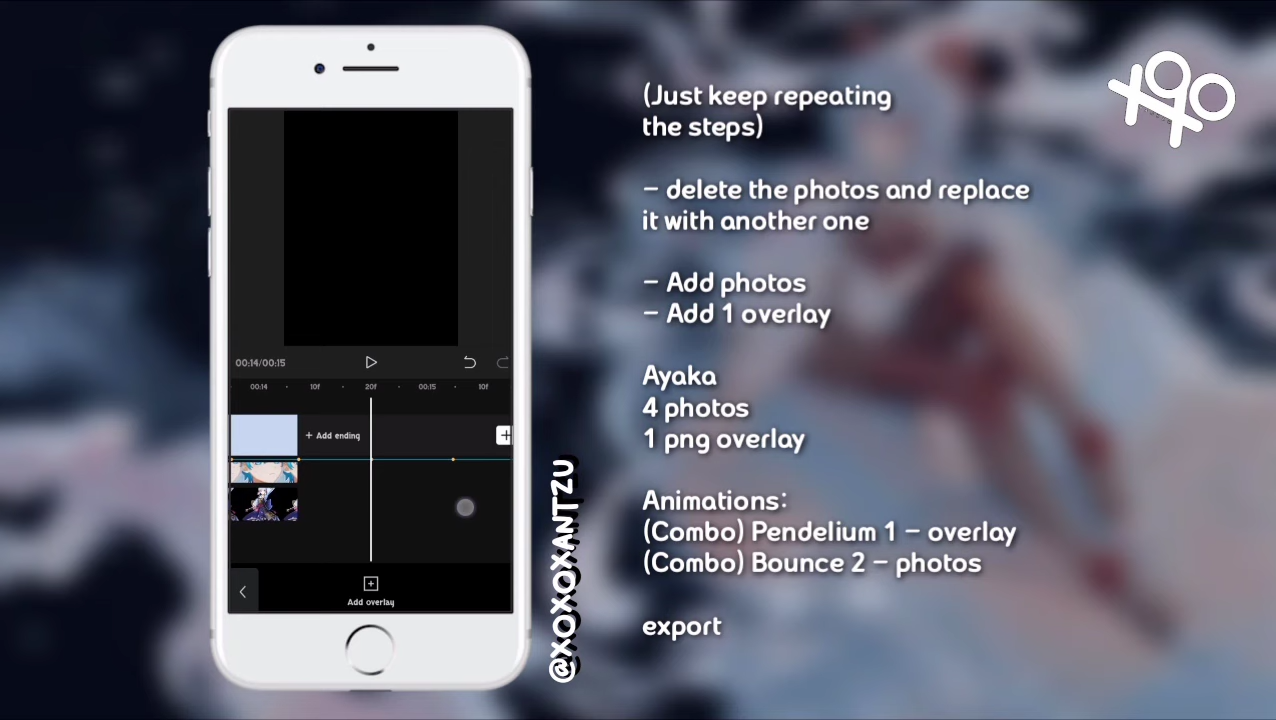 (Just keep repeating
the steps)
- delete the photos and replace
it with another one
- Add photos
- Add 1 overlay
Ayaka
4 photos
1 png overlay
Animations:
(Combo) Pendelium 1 - overlay
(Combo) Bounce 2 - photos
export
XOXO
00:14/00:15
00:14 10f 20f 00:15 10f
+ Add ending
Add overlay
@XOXOXANTZU